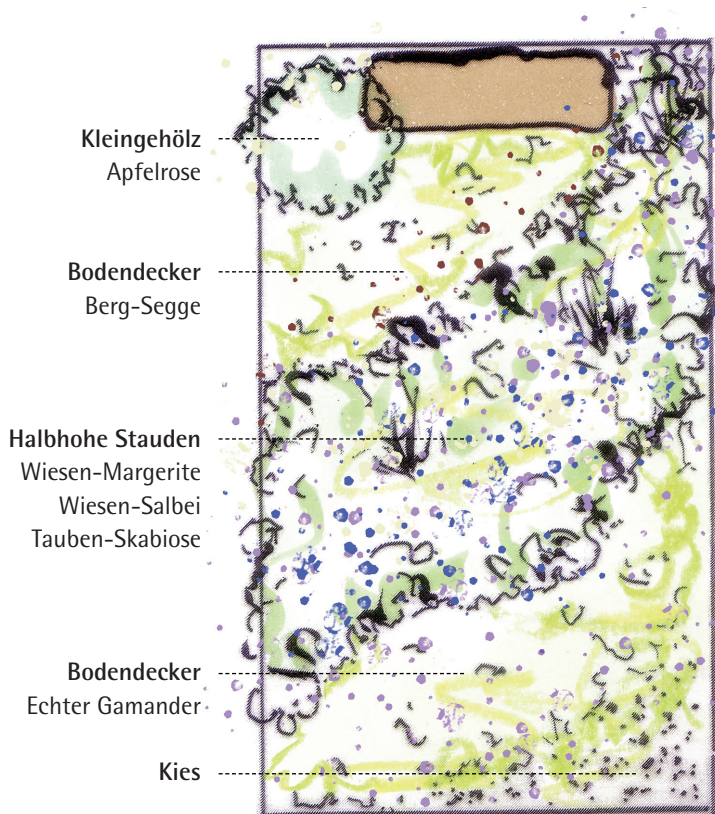 Kleingehölz
Apfelrose
Bodendecker
Berg-Segge
Halbhohe Stauden
Wiesen-Margerite
Wiesen-Salbei
Tauben-Skabiose
Bodendecker
Echter Gamander
Kies